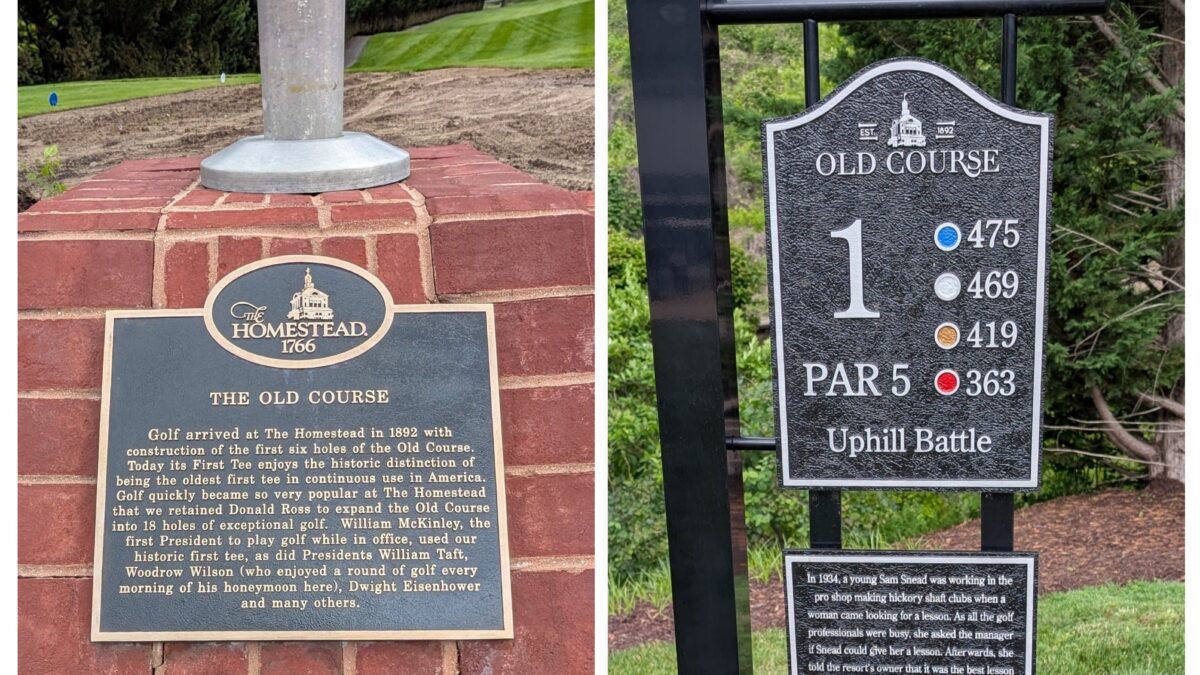 The
HOMESTEAD.
1766
THE OLD COURSE
Golf arrived at The Homestead in 1892 with
construction of the first six holes of the Old Course.
Today its First Tee enjoys the historic distinction of
being the oldest first tee in continuous use in America.
Golf quickly became so very popular at The Homestead
that we retained Donald Ross to expand the Old Course
into 18 holes of exceptional golf. William McKinley, the
first President to play golf while in office, used our
historic first tee, as did Presidents William Taft,
Woodrow Wilson (who enjoyed a round of golf every
morning of his honeymoon here), Dwight Eisenhower
and many others.
EST. 1892
OLD COURSE
1
475
469
419
PAR 5 363
Uphill Battle
In 1934, a young Sam Snead was working in the
pro shop making hickory shaft clubs when a
woman came looking for a lesson. As all the golf
professionals were busy, she asked the manager
if Snead could give her a lesson. Afterwards, she
told the resort's owner that it was the best lesson